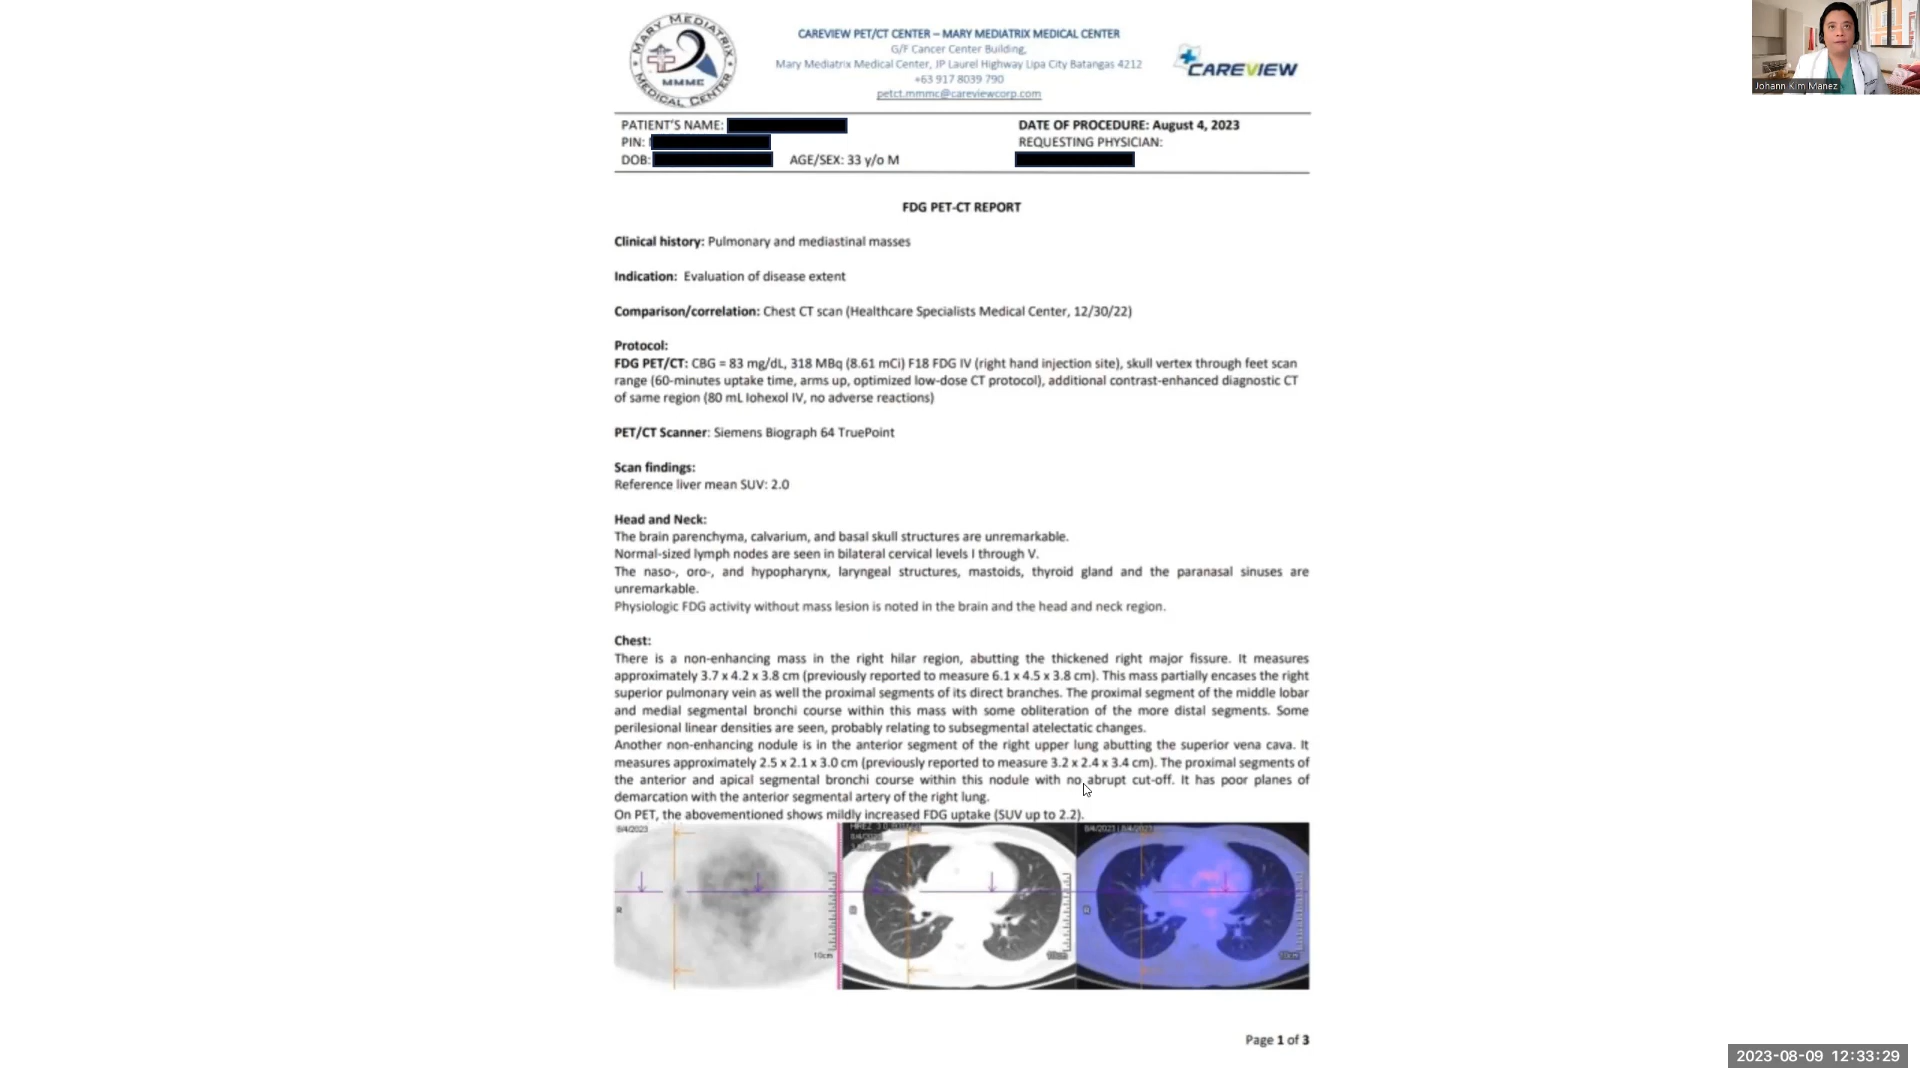 MARY MEDIATRIX
MMMC
MEDICAL CENTER
CAREVIEW PET/CT CENTER – MARY MEDIATRIX MEDICAL CENTER
G/F Cancer Center Building,
Mary Mediatrix Medical Center, JP Laurel Highway Lipa City Batangas 4212
+63 917 8039 790
petct.mmmc@careviewcorp.com
CAREVIEW
Johann Kim Manez
PATIENT'S NAME:
DATE OF PROCEDURE: August 4, 2023
PIN:
REQUESTING PHYSICIAN:
DOB: AGE/SEX: 33 y/o M
FDG PET-CT REPORT
Clinical history: Pulmonary and mediastinal masses
Indication: Evaluation of disease extent
Comparison/correlation: Chest CT scan (Healthcare Specialists Medical Center, 12/30/22)
Protocol:
FDG PET/CT: CBG = 83 mg/dL, 318 MBq (8.61 mCi) F18 FDG IV (right hand injection site), skull vertex through feet scan
range (60-minutes uptake time, arms up, optimized low-dose CT protocol), additional contrast-enhanced diagnostic CT
of same region (80 mL Iohexol IV, no adverse reactions)
PET/CT Scanner: Siemens Biograph 64 TruePoint
Scan findings:
Reference liver mean SUV: 2.0
Head and Neck:
The brain parenchyma, calvarium, and basal skull structures are unremarkable.
Normal-sized lymph nodes are seen in bilateral cervical levels I through V.
The naso-, oro-, and hypopharynx, laryngeal structures, mastoids, thyroid gland and the paranasal sinuses are
unremarkable.
Physiologic FDG activity without mass lesion is noted in the brain and the head and neck region.
Chest:
There is a non-enhancing mass in the right hilar region, abutting the thickened right major fissure. It measures
approximately 3.7 x 4.2 x 3.8 cm (previously reported to measure 6.1 x 4.5 x 3.8 cm). This mass partially encases the right
superior pulmonary vein as well the proximal segments of its direct branches. The proximal segment of the middle lobar
and medial segmental bronchi course within this mass with some obliteration of the more distal segments. Some
perilesional linear densities are seen, probably relating to subsegmental atelectatic changes.
Another non-enhancing nodule is in the anterior segment of the right upper lung abutting the superior vena cava. It
measures approximately 2.5 x 2.1 x 3.0 cm (previously reported to measure 3.2 x 2.4 x 3.4 cm). The proximal segments of
the anterior and apical segmental bronchi course within this nodule with no abrupt cut-off. It has poor planes of
demarcation with the anterior segmental artery of the right lung.
On PET, the abovementioned shows mildly increased FDG uptake (SUV up to 2.2).
8/4/2023
8/4/2023 | 8/4/2023
R
R
R
10cm
10cm
10cm
Page 1 of 3
2023-08-09 12:33:29